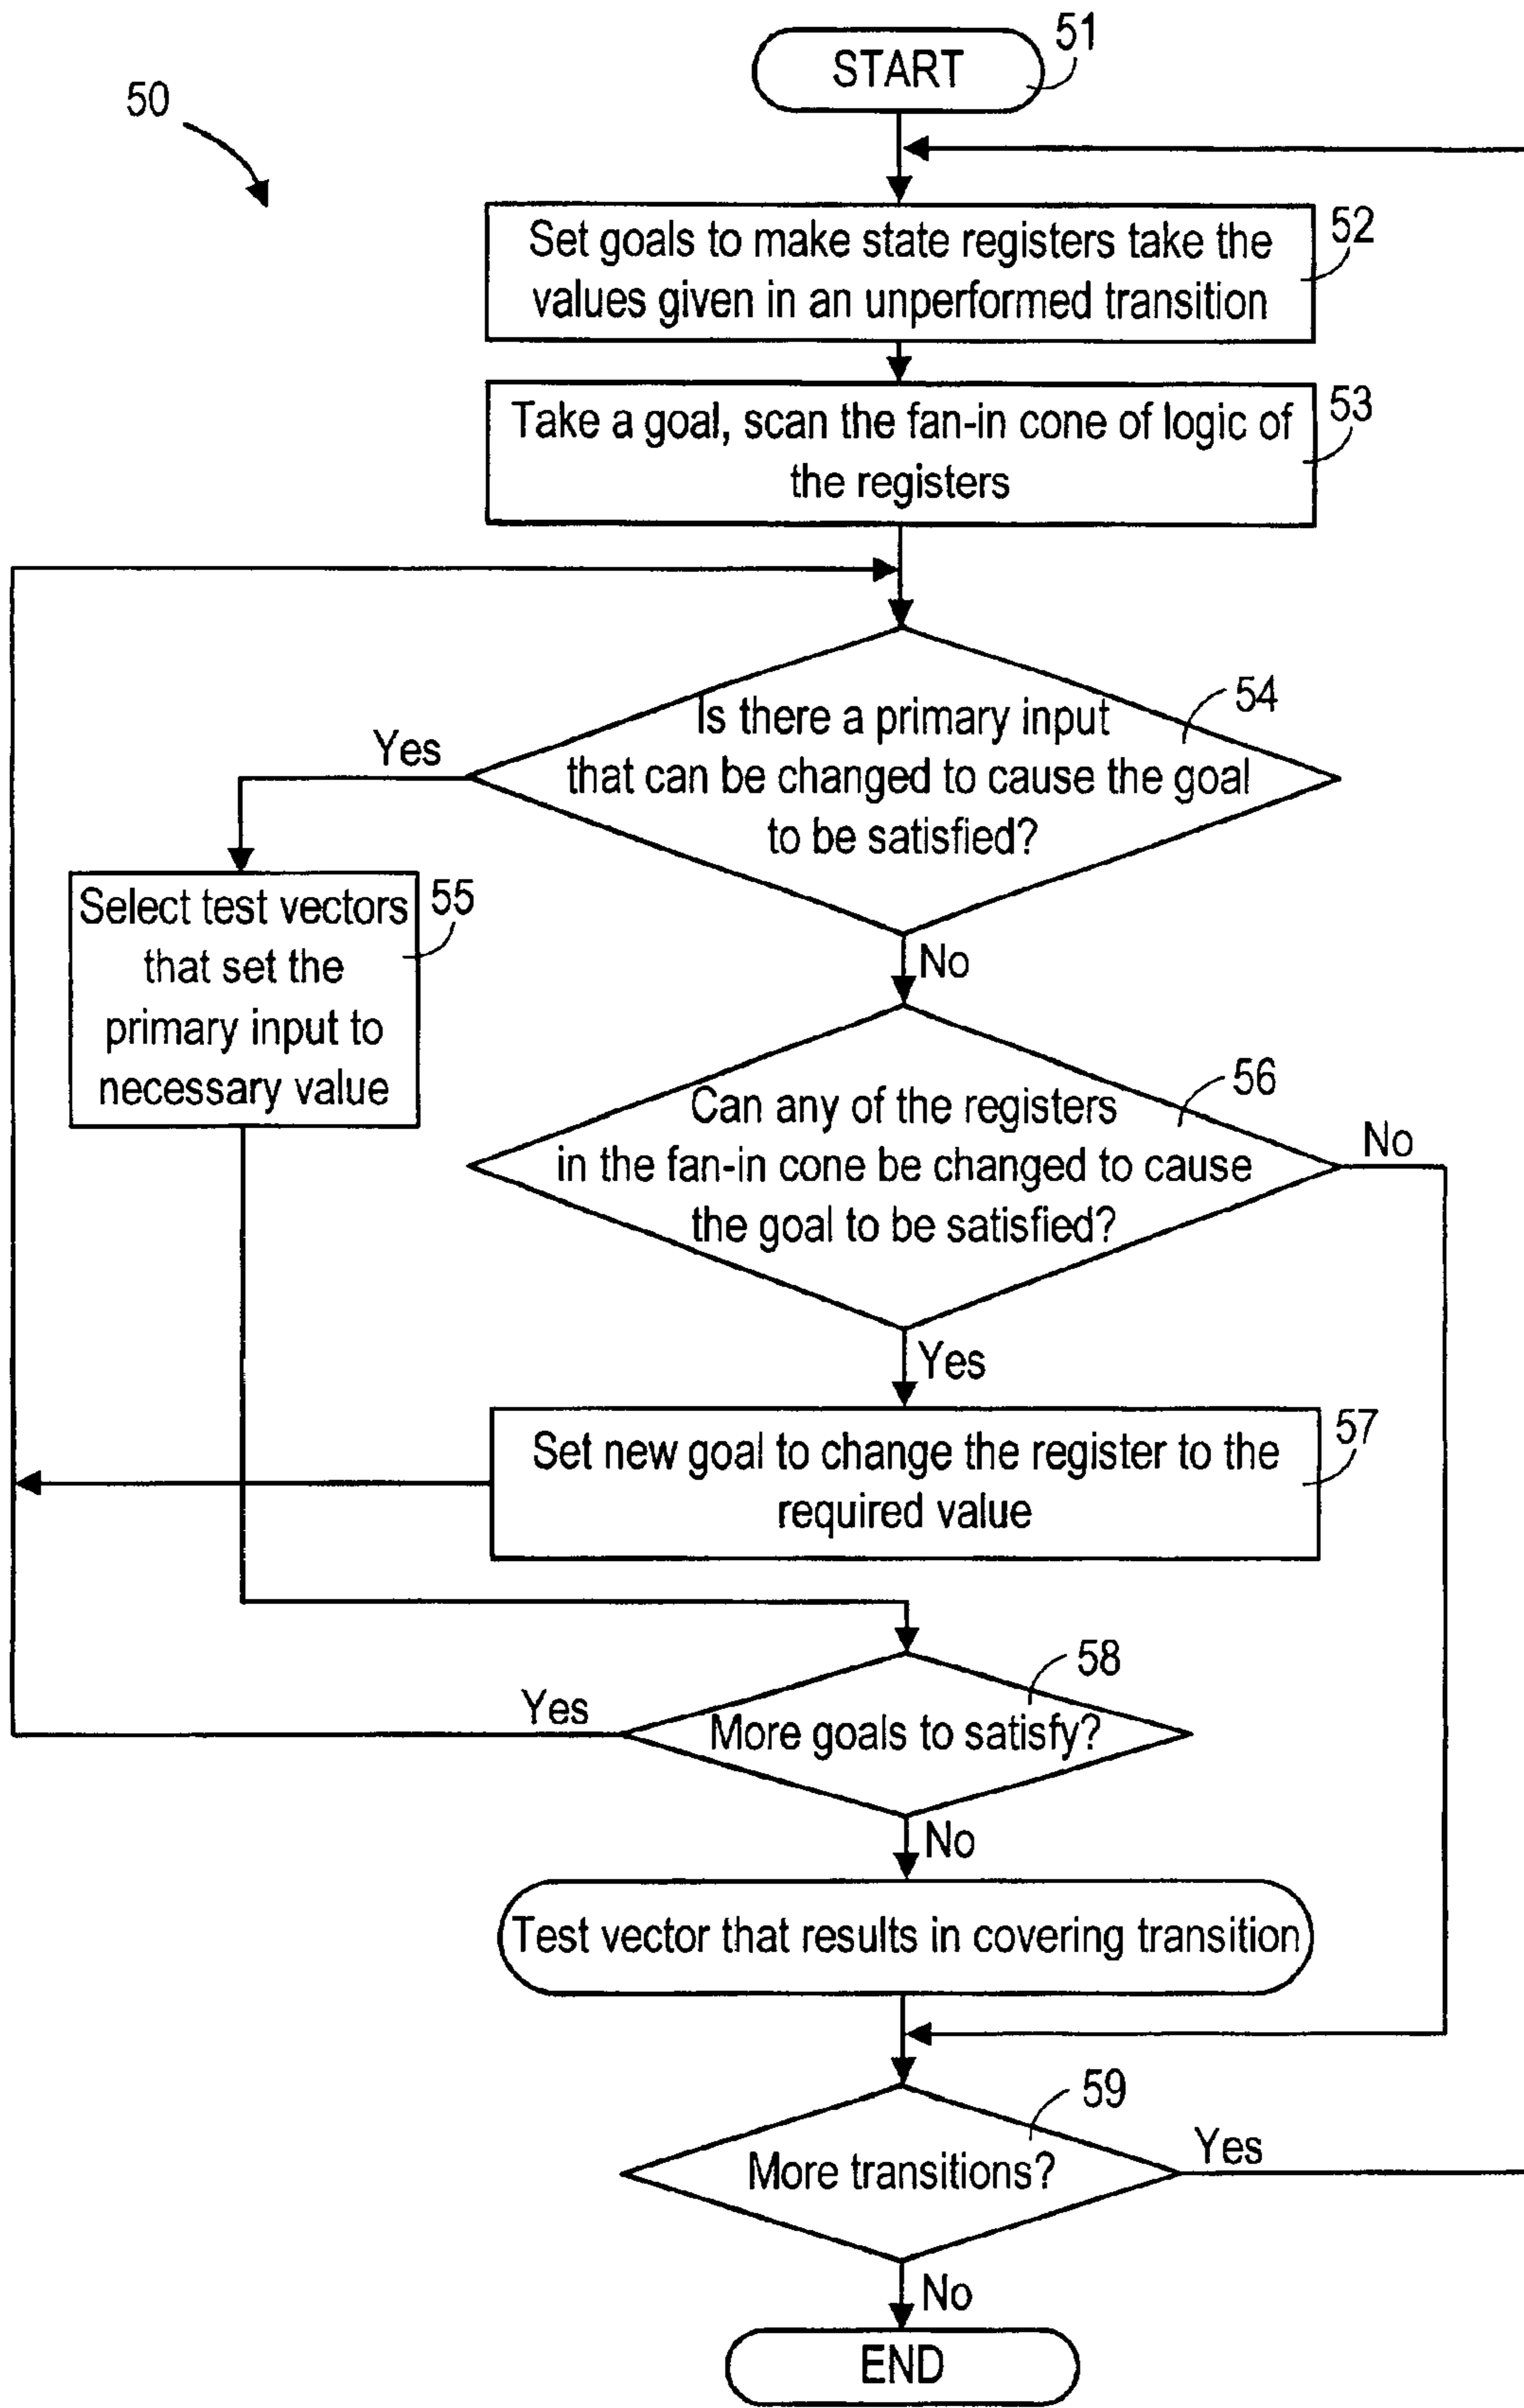 51
START
50
52
Set goals to make state registers take the
values given in an unperformed transition
53
Take a goal, scan the fan-in cone of logic of
the registers
54
Is there a primary input
that can be changed to cause the goal
to be satisfied?
Yes
Select test vectors
that set the
primary input to
necessary value
55
No
56
Can any of the registers
in the fan-in cone be changed to cause
the goal to be satisfied?
No
Yes
57
Set new goal to change the register to the
required value
58
Yes
More goals to satisfy?
No
Test vector that results in covering transition
59
More transitions?
Yes
No
END